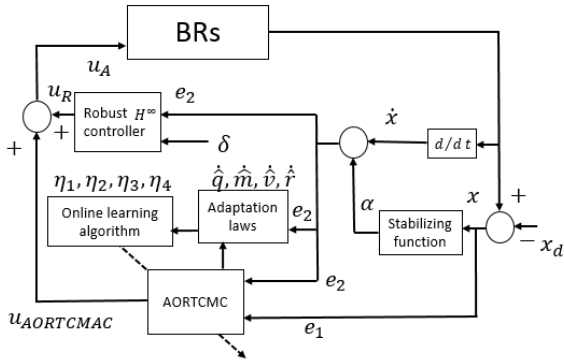 BRs
u_A
u_R
e_2
+
Robust H^∞
controller
+
δ
ẋ
d/dt
η_1, η_2, η_3, η_4
q̂̇, m̂̇, v̂̇, r̂̇
α
x
+
Online learning
algorithm
Adaptation
laws
e_2
Stabilizing
function
− x_d
AORTCMC
e_2
u_AORTCMAC
e_1